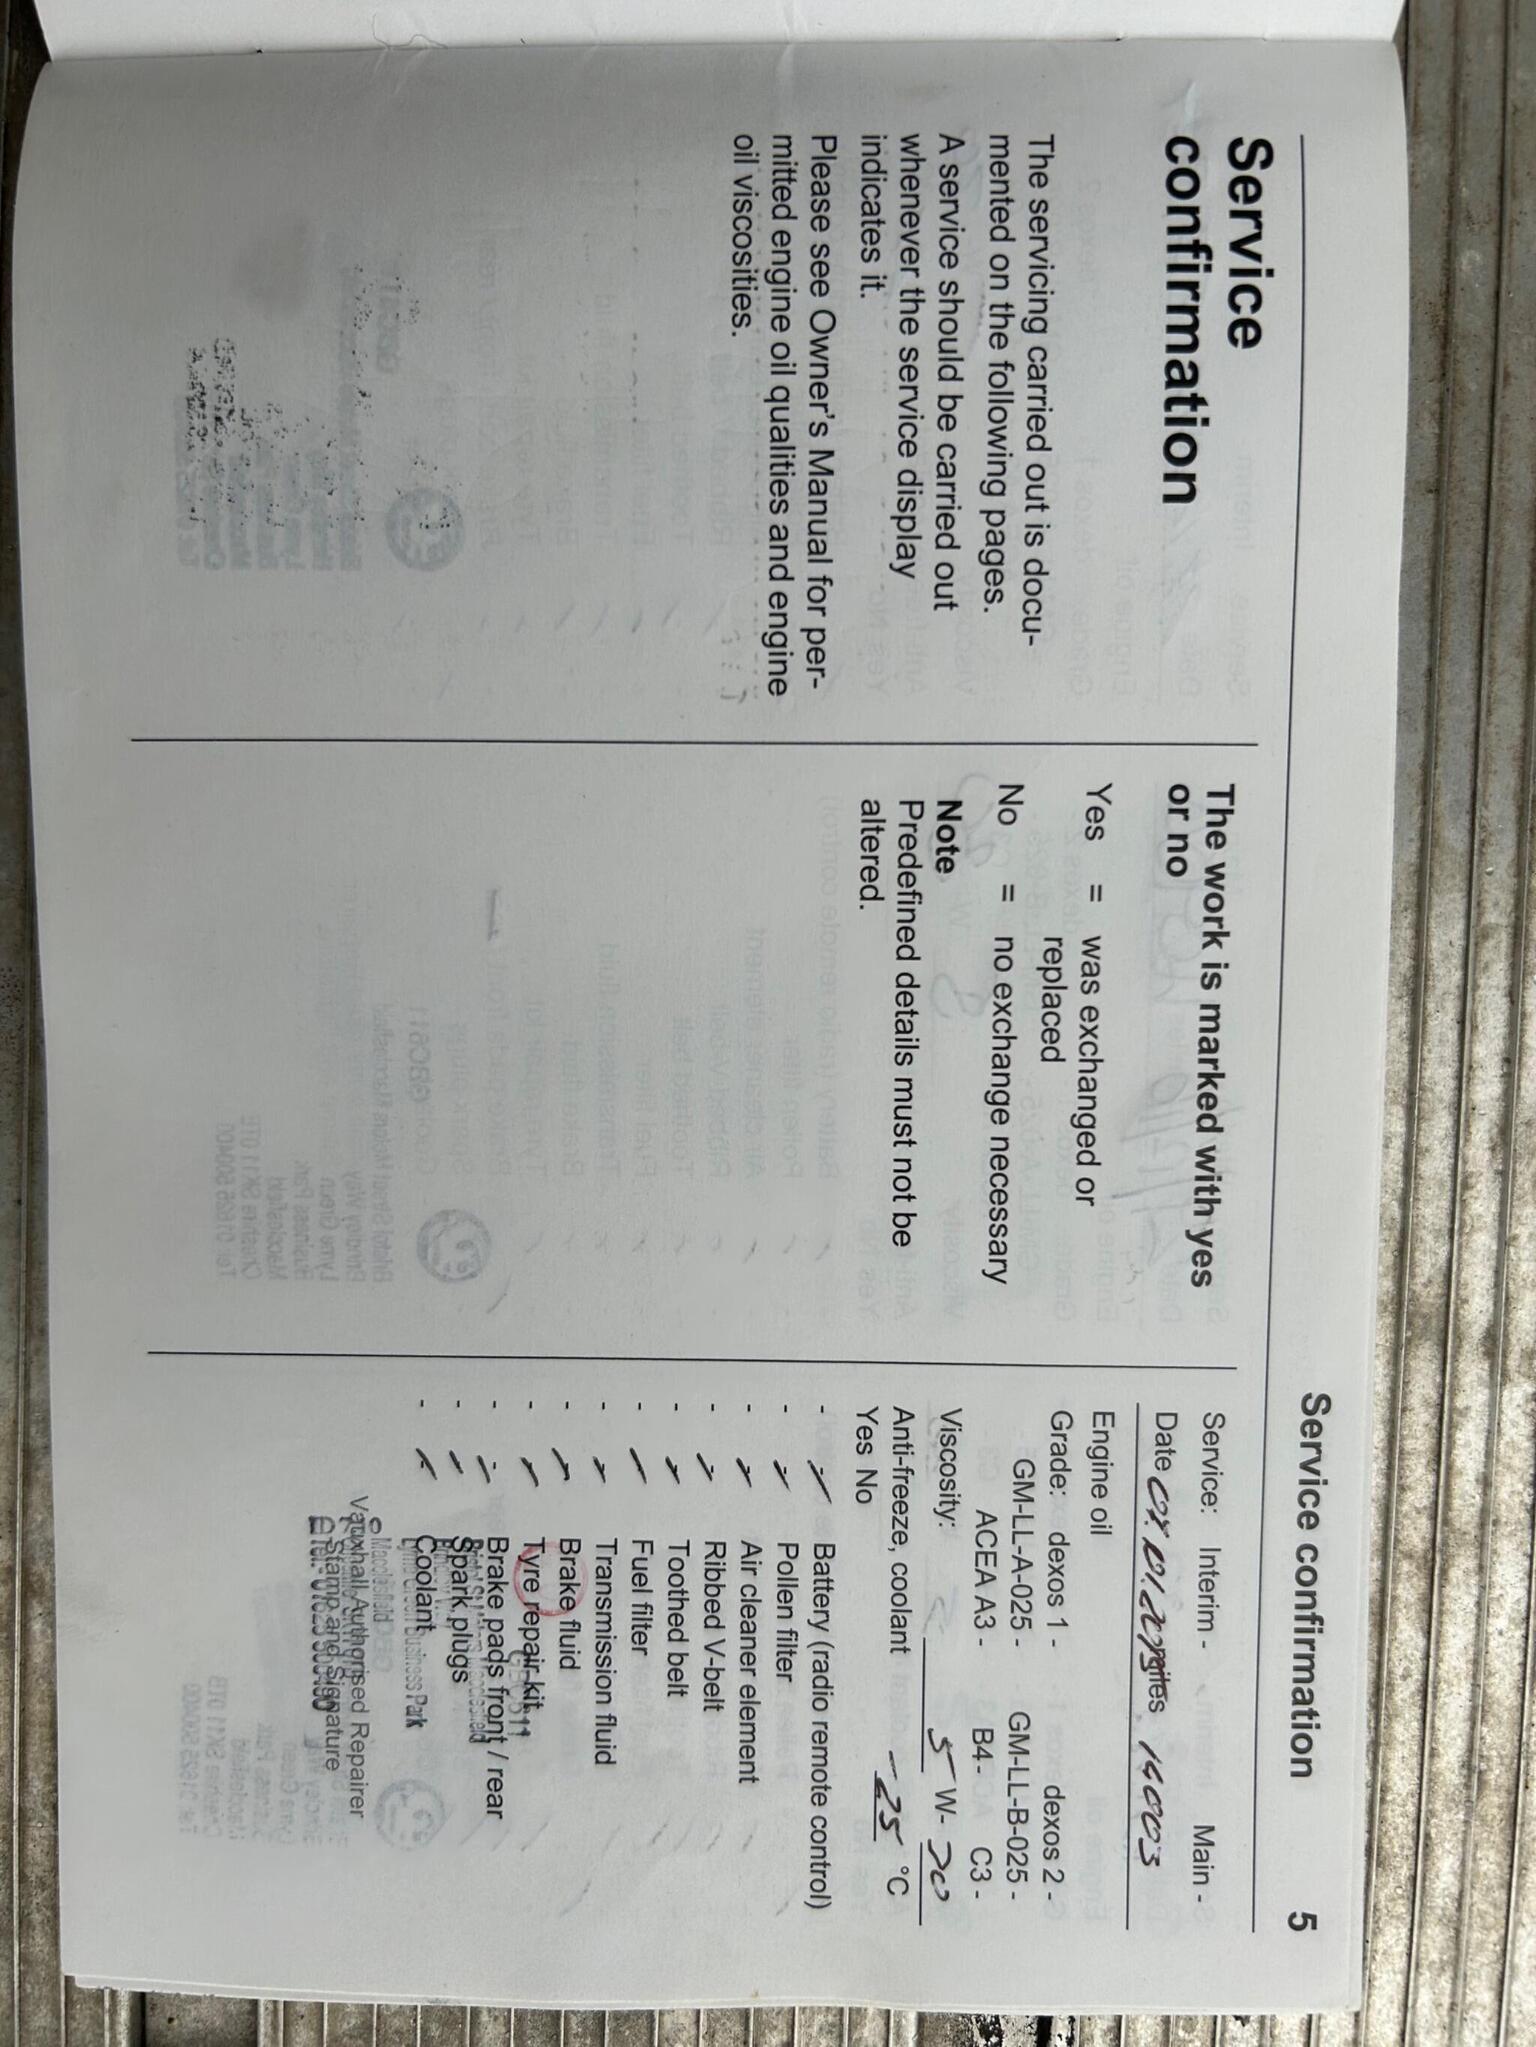 Service confirmation 5
Service
confirmation
The servicing carried out is docu-
mented on the following pages.
A service should be carried out
whenever the service display
indicates it.
Please see Owner's Manual for per-
mitted engine oil qualities and engine
oil viscosities.
The work is marked with yes
or no
Yes = was exchanged or
replaced
No = no exchange necessary
Note
Predefined details must not be
altered.
Service: Interim - Main -
Date miles 14003
Engine oil
Grade: dexos 1 - dexos 2 -
GM-LL-A-025 - GM-LL-B-025 -
ACEA A3 - B4 - C3 -
Viscosity: 5 W-
Anti-freeze, coolant -25 °C
Yes No
- ✓ Battery (radio remote control)
- ✓ Pollen filter
- ✓ Air cleaner element
- ✓ Ribbed V-belt
- ✓ Toothed belt
- ✓ Fuel filter
- ✓ Transmission fluid
- ✓ Brake fluid
- ✓ Tyre repair kit
- ✓ Brake pads front / rear
- ✓ Spark plugs
- ✓ Coolant
Business Park
Macclesfield
Vauxhall Authorised Repairer
Stamp and Signature